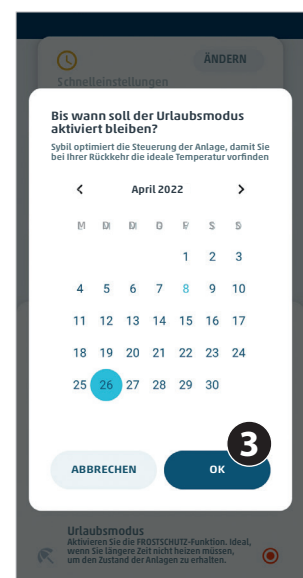 ÄNDERN
Schnelleinstellungen
Bis wann soll der Urlaubsmodus
aktiviert bleiben?
Sybil optimiert die Steuerung der Anlage, damit Sie
bei Ihrer Rückkehr die ideale Temperatur vorfinden
< April 2022 >
M D D F S S
1 2 3
4 5 6 7 8 9 10
11 12 13 14 15 16 17
18 19 20 21 22 23 24
25 26 27 28 29 30
3
ABBRECHEN OK
Urlaubsmodus
Aktivieren Sie die FROSTSCHUTZ-Funktion. Ideal,
wenn Sie längere Zeit nicht heizen müssen,
um den Zustand der Anlagen zu erhalten.